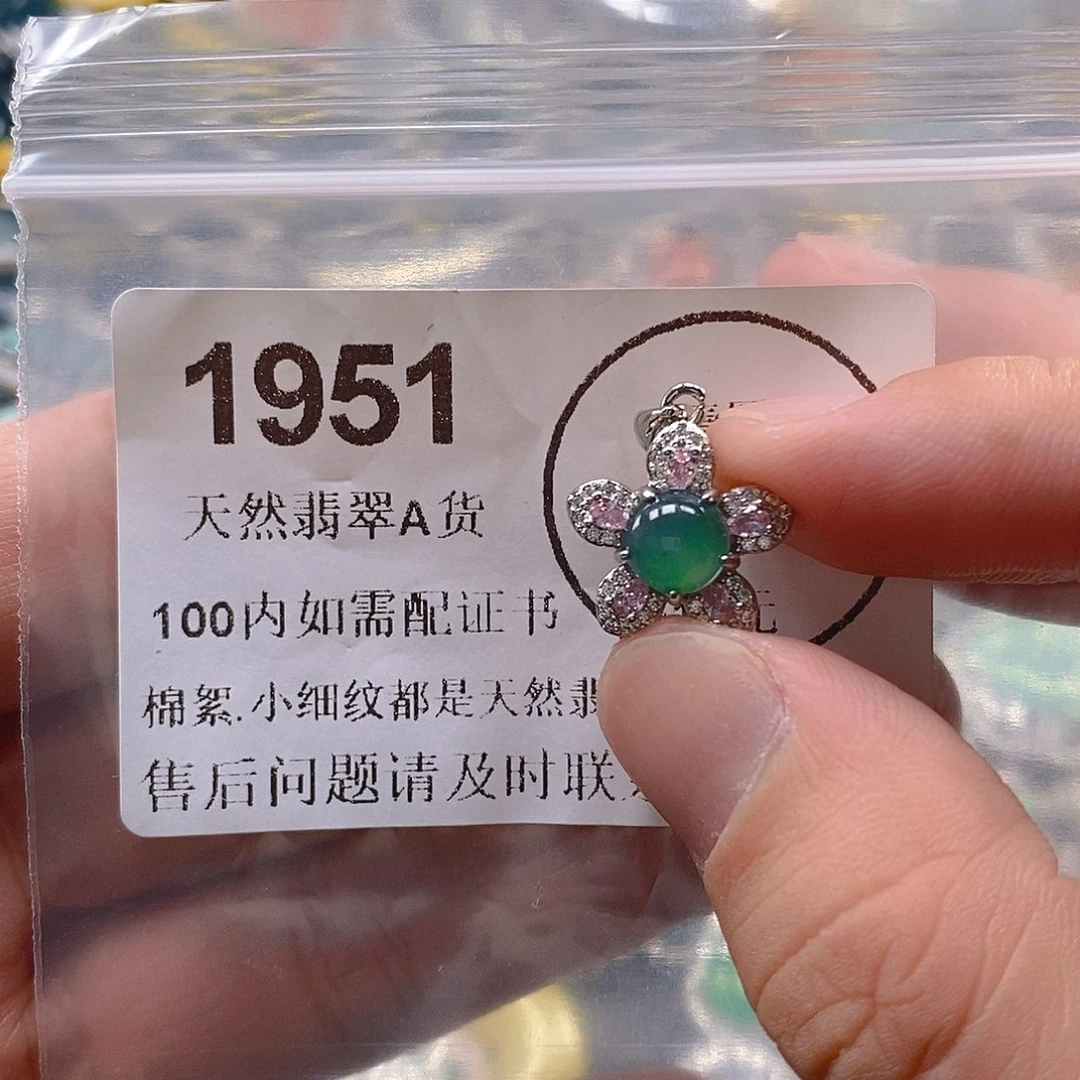 1951
天然翡翠A货
100内如需配证书
元
棉絮.小细纹都是天然翡
售后问题请及时联